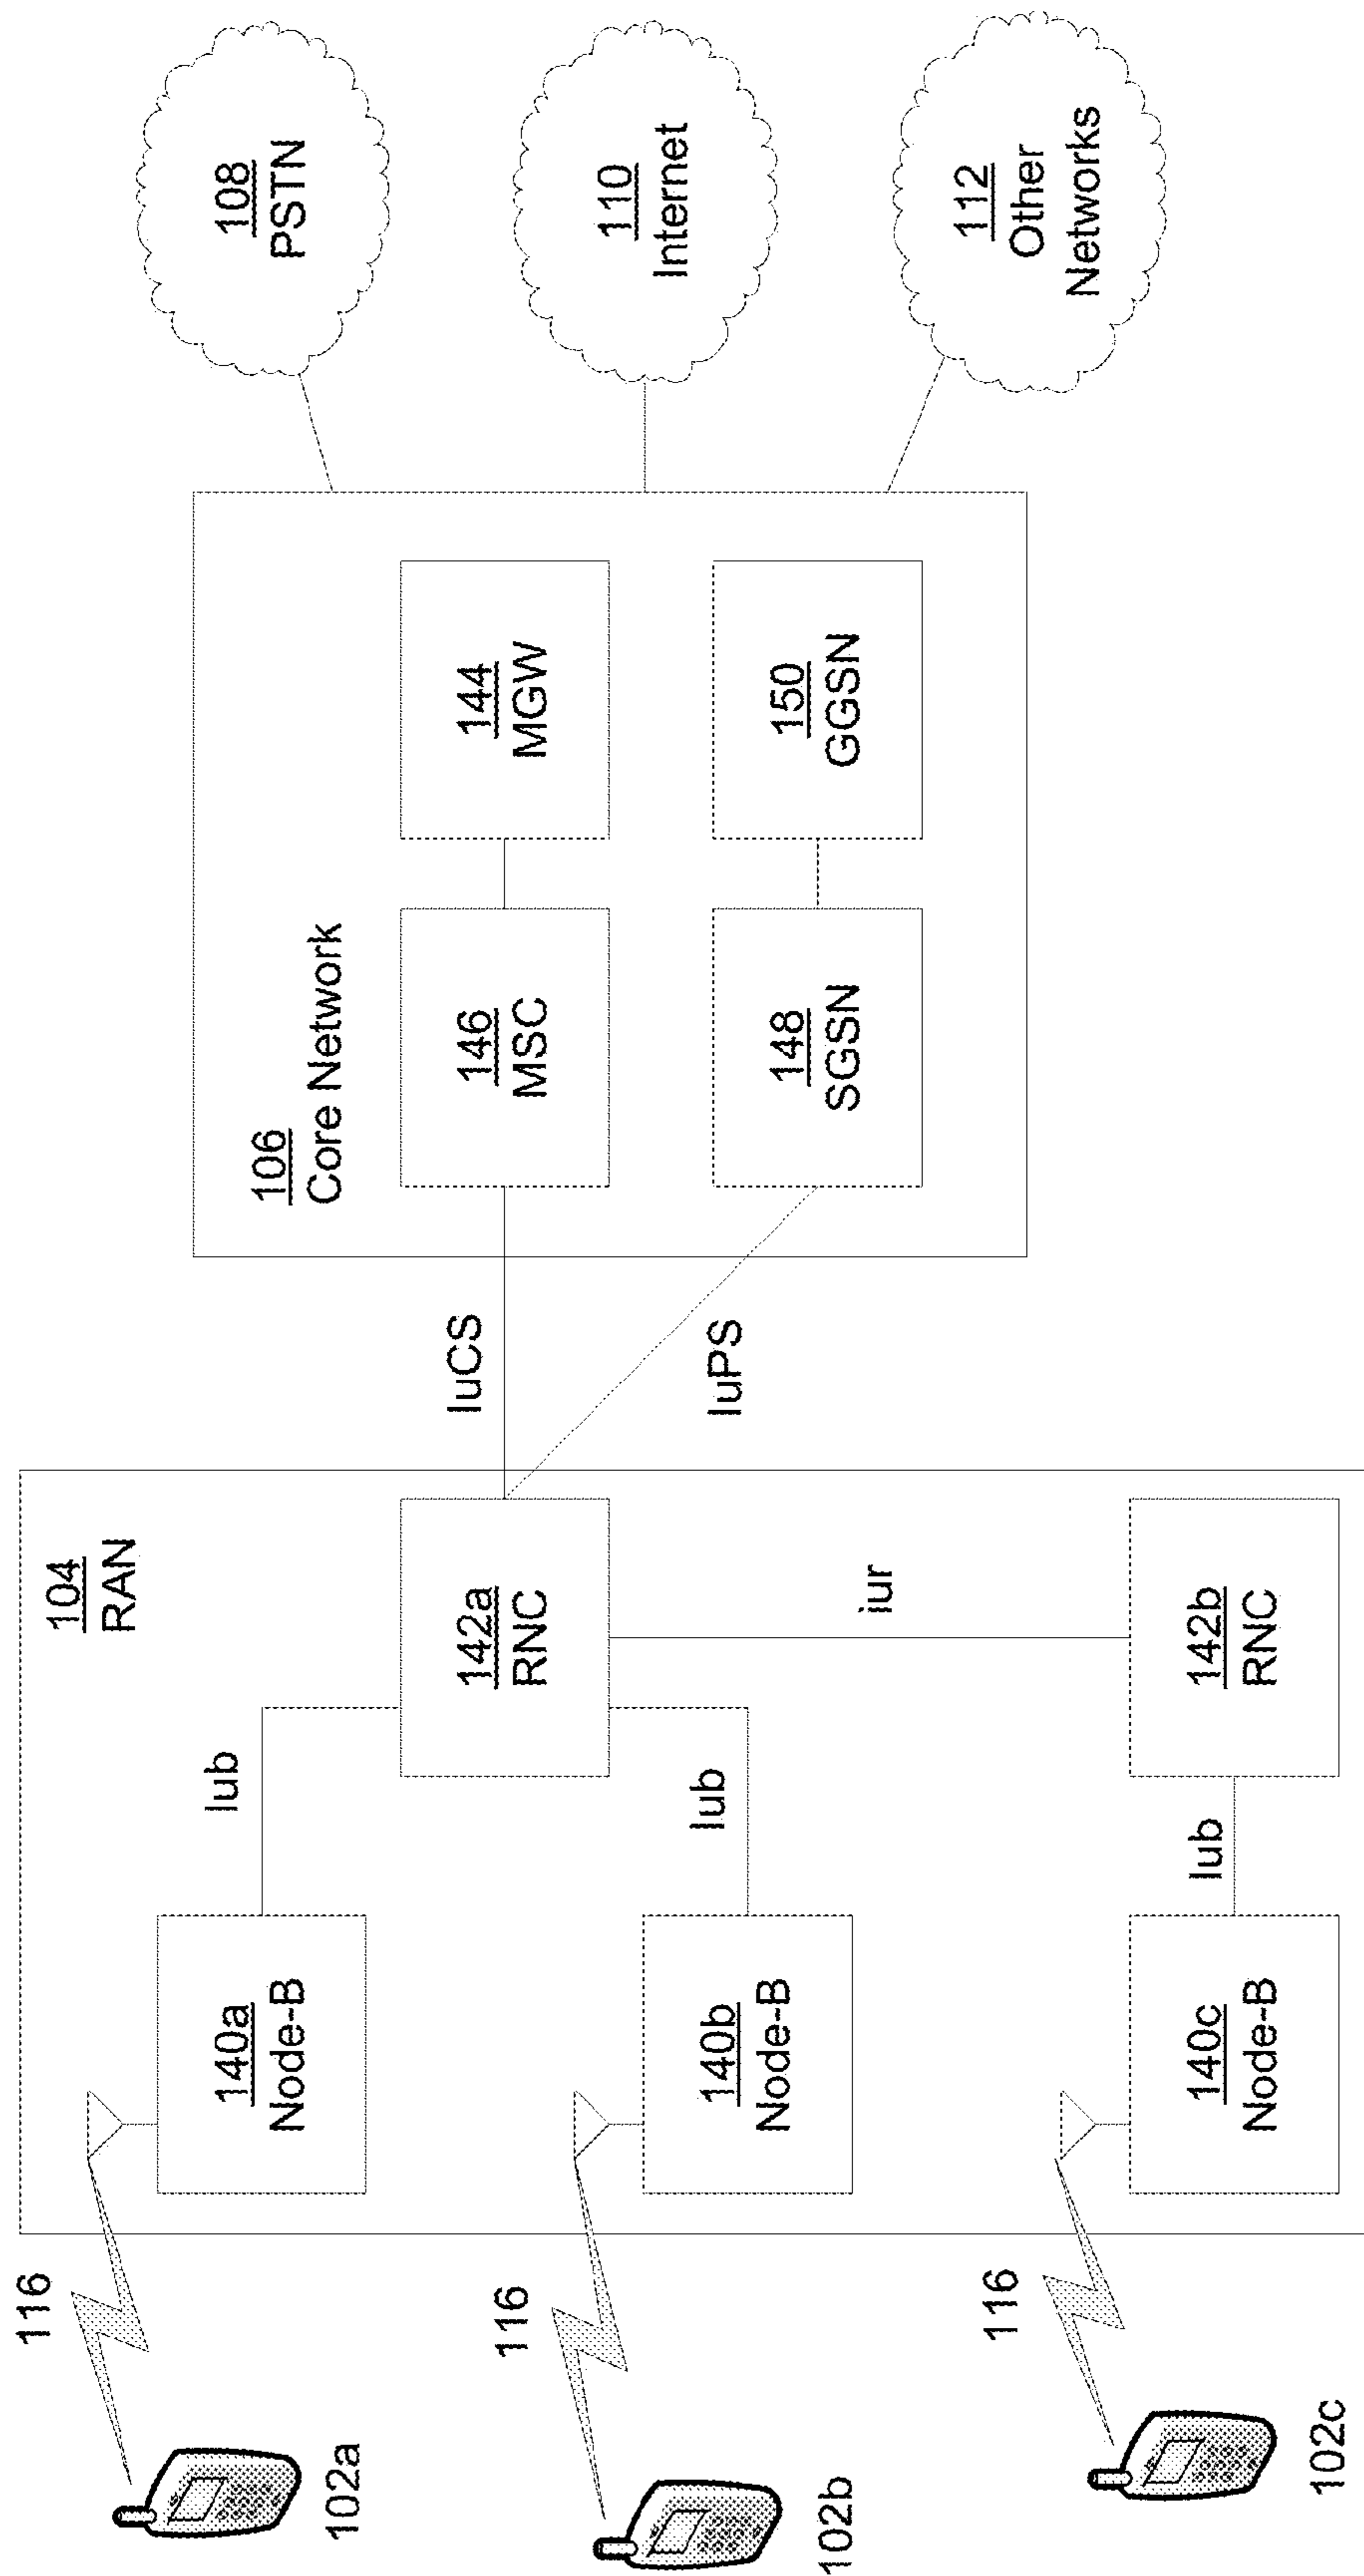 102a
116
102b
116
102c
116
104
RAN
140a
Node-B
Iub
140b
Node-B
Iub
140c
Node-B
Iub
142a
RNC
iur
142b
RNC
IuCS
IuPS
106
Core Network
146
MSC
144
MGW
148
SGSN
150
GGSN
108
PSTN
110
Internet
112
Other
Networks